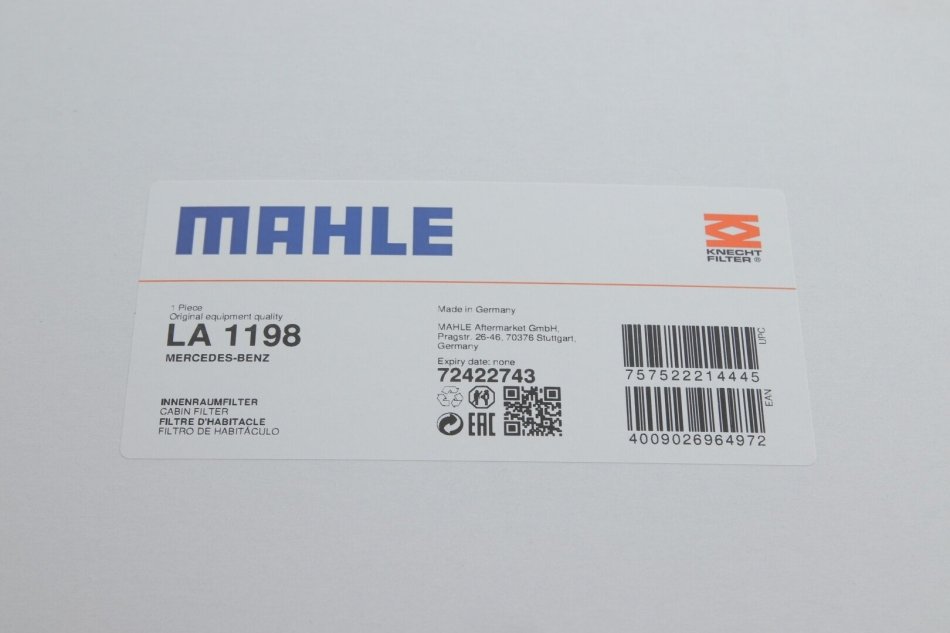 MAHLE
KNECHT
FILTER®
1 Piece
Original equipment quality
LA 1198
MERCEDES-BENZ
INNENRAUMFILTER
CABIN FILTER
FILTRE D'HABITACLE
FILTRO DE HABITÁCULO
Made in Germany
MAHLE Aftermarket GmbH,
Pragstr. 26-46, 70376 Stuttgart,
Germany
Expiry date: none
72422743
EAC
UPC
757522214445
EAN
4009026964972